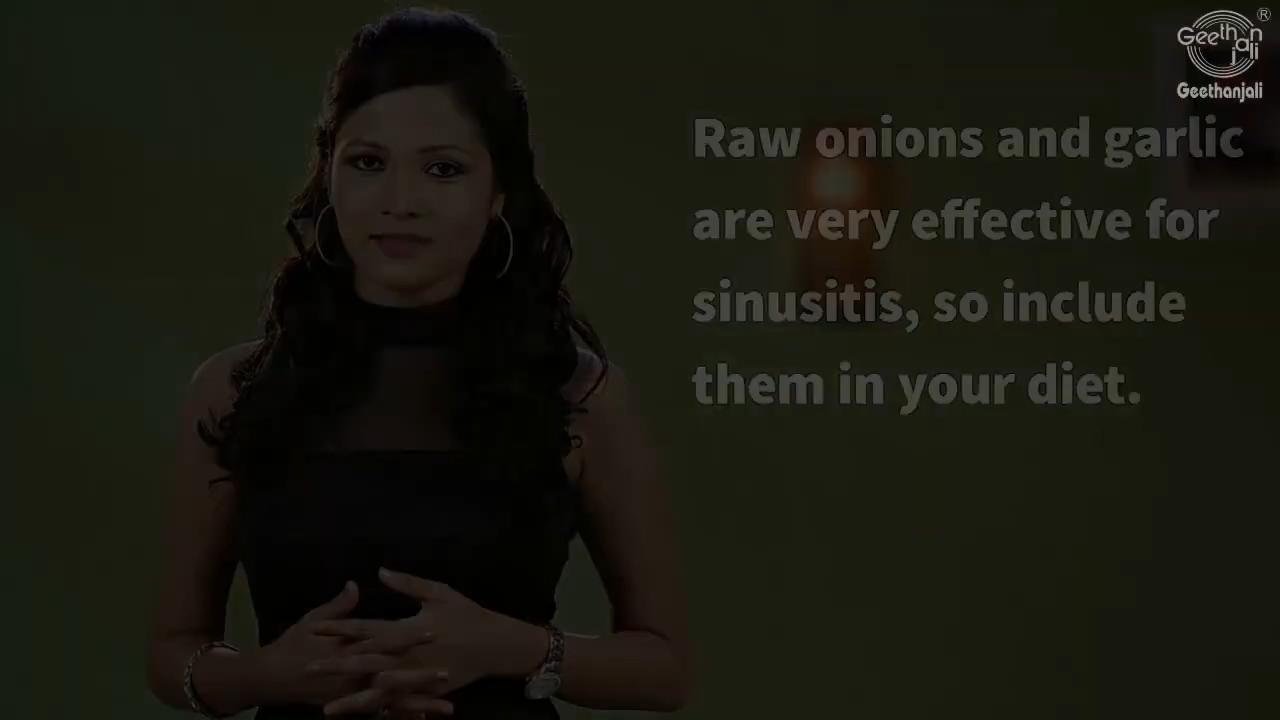 ®
Geethanjali
Geethanjali
Raw onions and garlic
are very effective for
sinusitis, so include
them in your diet.